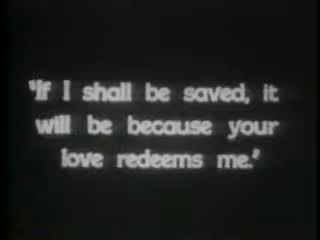 "If I shall be saved, it
will be because your
love redeems me."